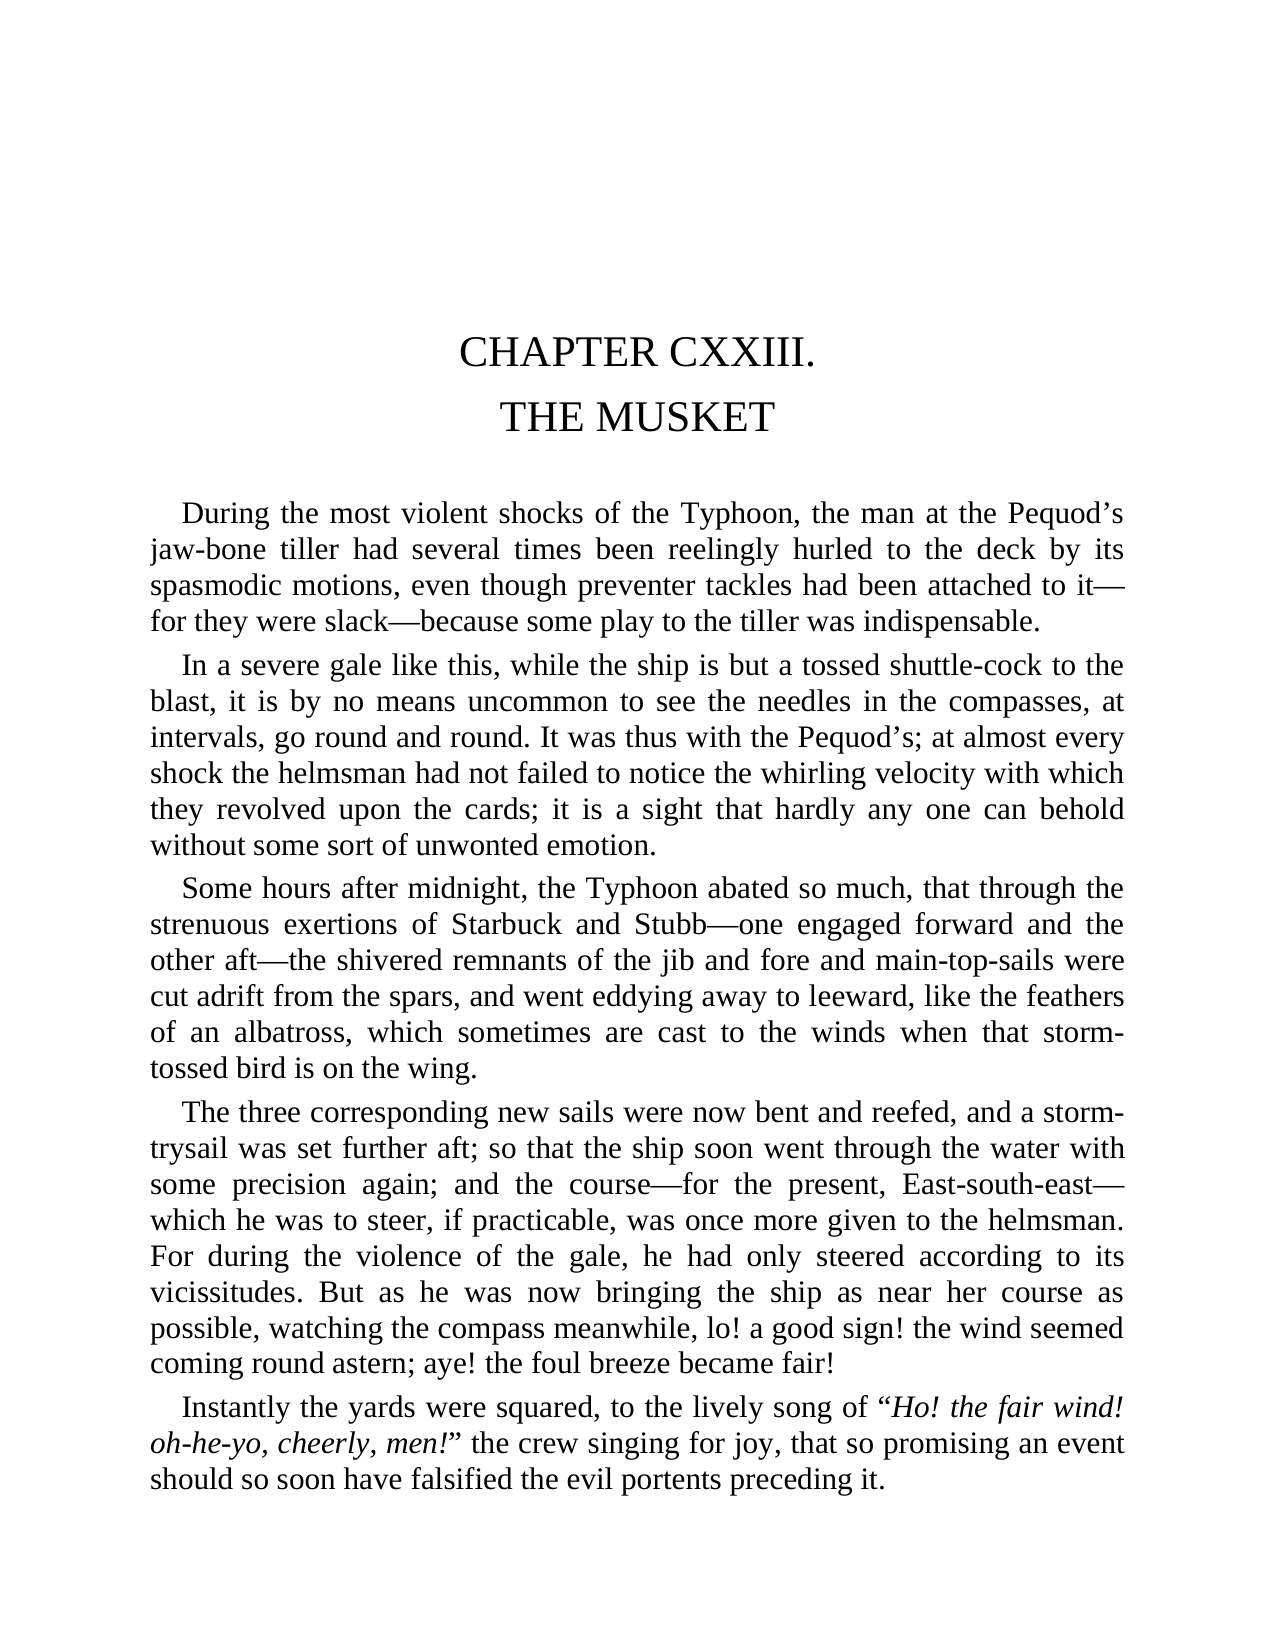 CHAPTER CXXIII.
THE MUSKET
During the most violent shocks of the Typhoon, the man at the Pequod’s
jaw-bone tiller had several times been reelingly hurled to the deck by its
spasmodic motions, even though preventer tackles had been attached to it—
for they were slack—because some play to the tiller was indispensable.
In a severe gale like this, while the ship is but a tossed shuttle-cock to the
blast, it is by no means uncommon to see the needles in the compasses, at
intervals, go round and round. It was thus with the Pequod’s; at almost every
shock the helmsman had not failed to notice the whirling velocity with which
they revolved upon the cards; it is a sight that hardly any one can behold
without some sort of unwonted emotion.
Some hours after midnight, the Typhoon abated so much, that through the
strenuous exertions of Starbuck and Stubb—one engaged forward and the
other aft—the shivered remnants of the jib and fore and main-top-sails were
cut adrift from the spars, and went eddying away to leeward, like the feathers
of an albatross, which sometimes are cast to the winds when that storm-
tossed bird is on the wing.
The three corresponding new sails were now bent and reefed, and a storm-
trysail was set further aft; so that the ship soon went through the water with
some precision again; and the course—for the present, East-south-east—
which he was to steer, if practicable, was once more given to the helmsman.
For during the violence of the gale, he had only steered according to its
vicissitudes. But as he was now bringing the ship as near her course as
possible, watching the compass meanwhile, lo! a good sign! the wind seemed
coming round astern; aye! the foul breeze became fair!
Instantly the yards were squared, to the lively song of “Ho! the fair wind!
oh-he-yo, cheerly, men!” the crew singing for joy, that so promising an event
should so soon have falsified the evil portents preceding it.